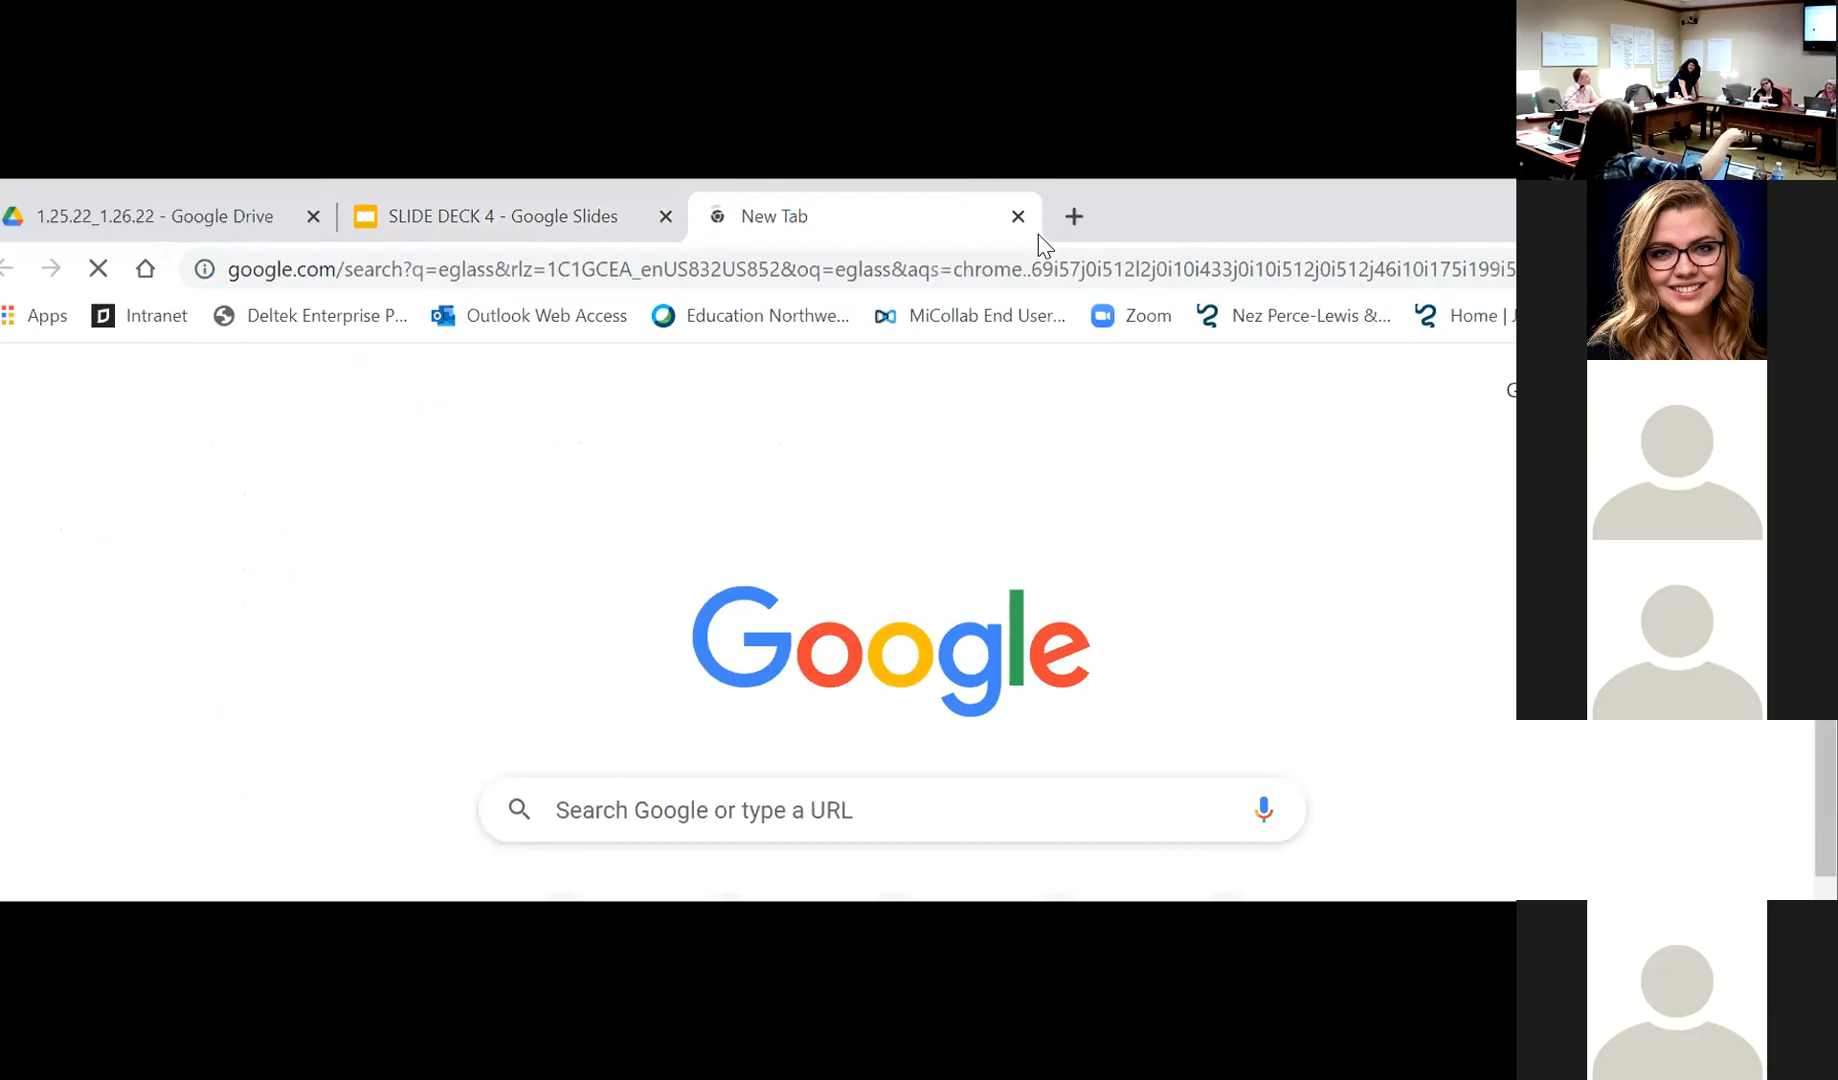 1.25.22_1.26.22 - Google Drive
SLIDE DECK 4 - Google Slides
New Tab
google.com/search?q=eglass&rlz=1C1GCEA_enUS832US852&oq=eglass&aqs=chrome..69i57j0i512l2j0i10i433j0i10i512j0i512j46i10i175i199i5
Apps
Intranet
Deltek Enterprise P...
Outlook Web Access
Education Northwe...
MiCollab End User...
Zoom
Nez Perce-Lewis &...
Home |
Google
Search Google or type a URL